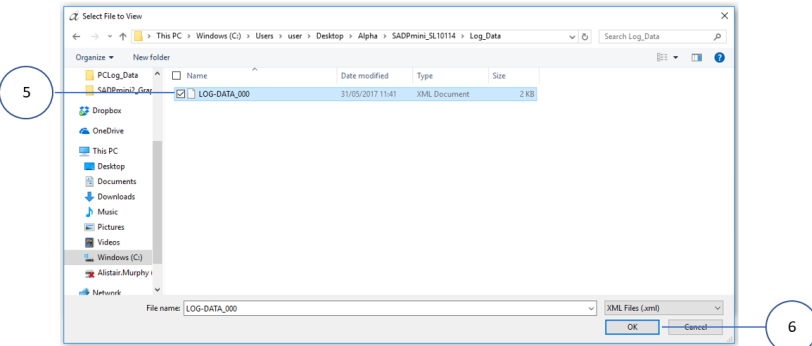 Select File to View
This PC > Windows (C:) > Users > user > Desktop > Alpha > SADPmini_SL10114 > Log_Data
Search Log_Data
Organize
New folder
PCLog_Data
Name
Date modified
Type
Size
SADPmini2_Grap
5
LOG-DATA_000
31/05/2017 11:41
XML Document
2 KB
Dropbox
OneDrive
This PC
Desktop
Documents
Downloads
Music
Pictures
Videos
Windows (C:)
Alistair.Murphy (
Network
File name:
LOG-DATA_000
XML Files (.xml)
OK
Cancel
6